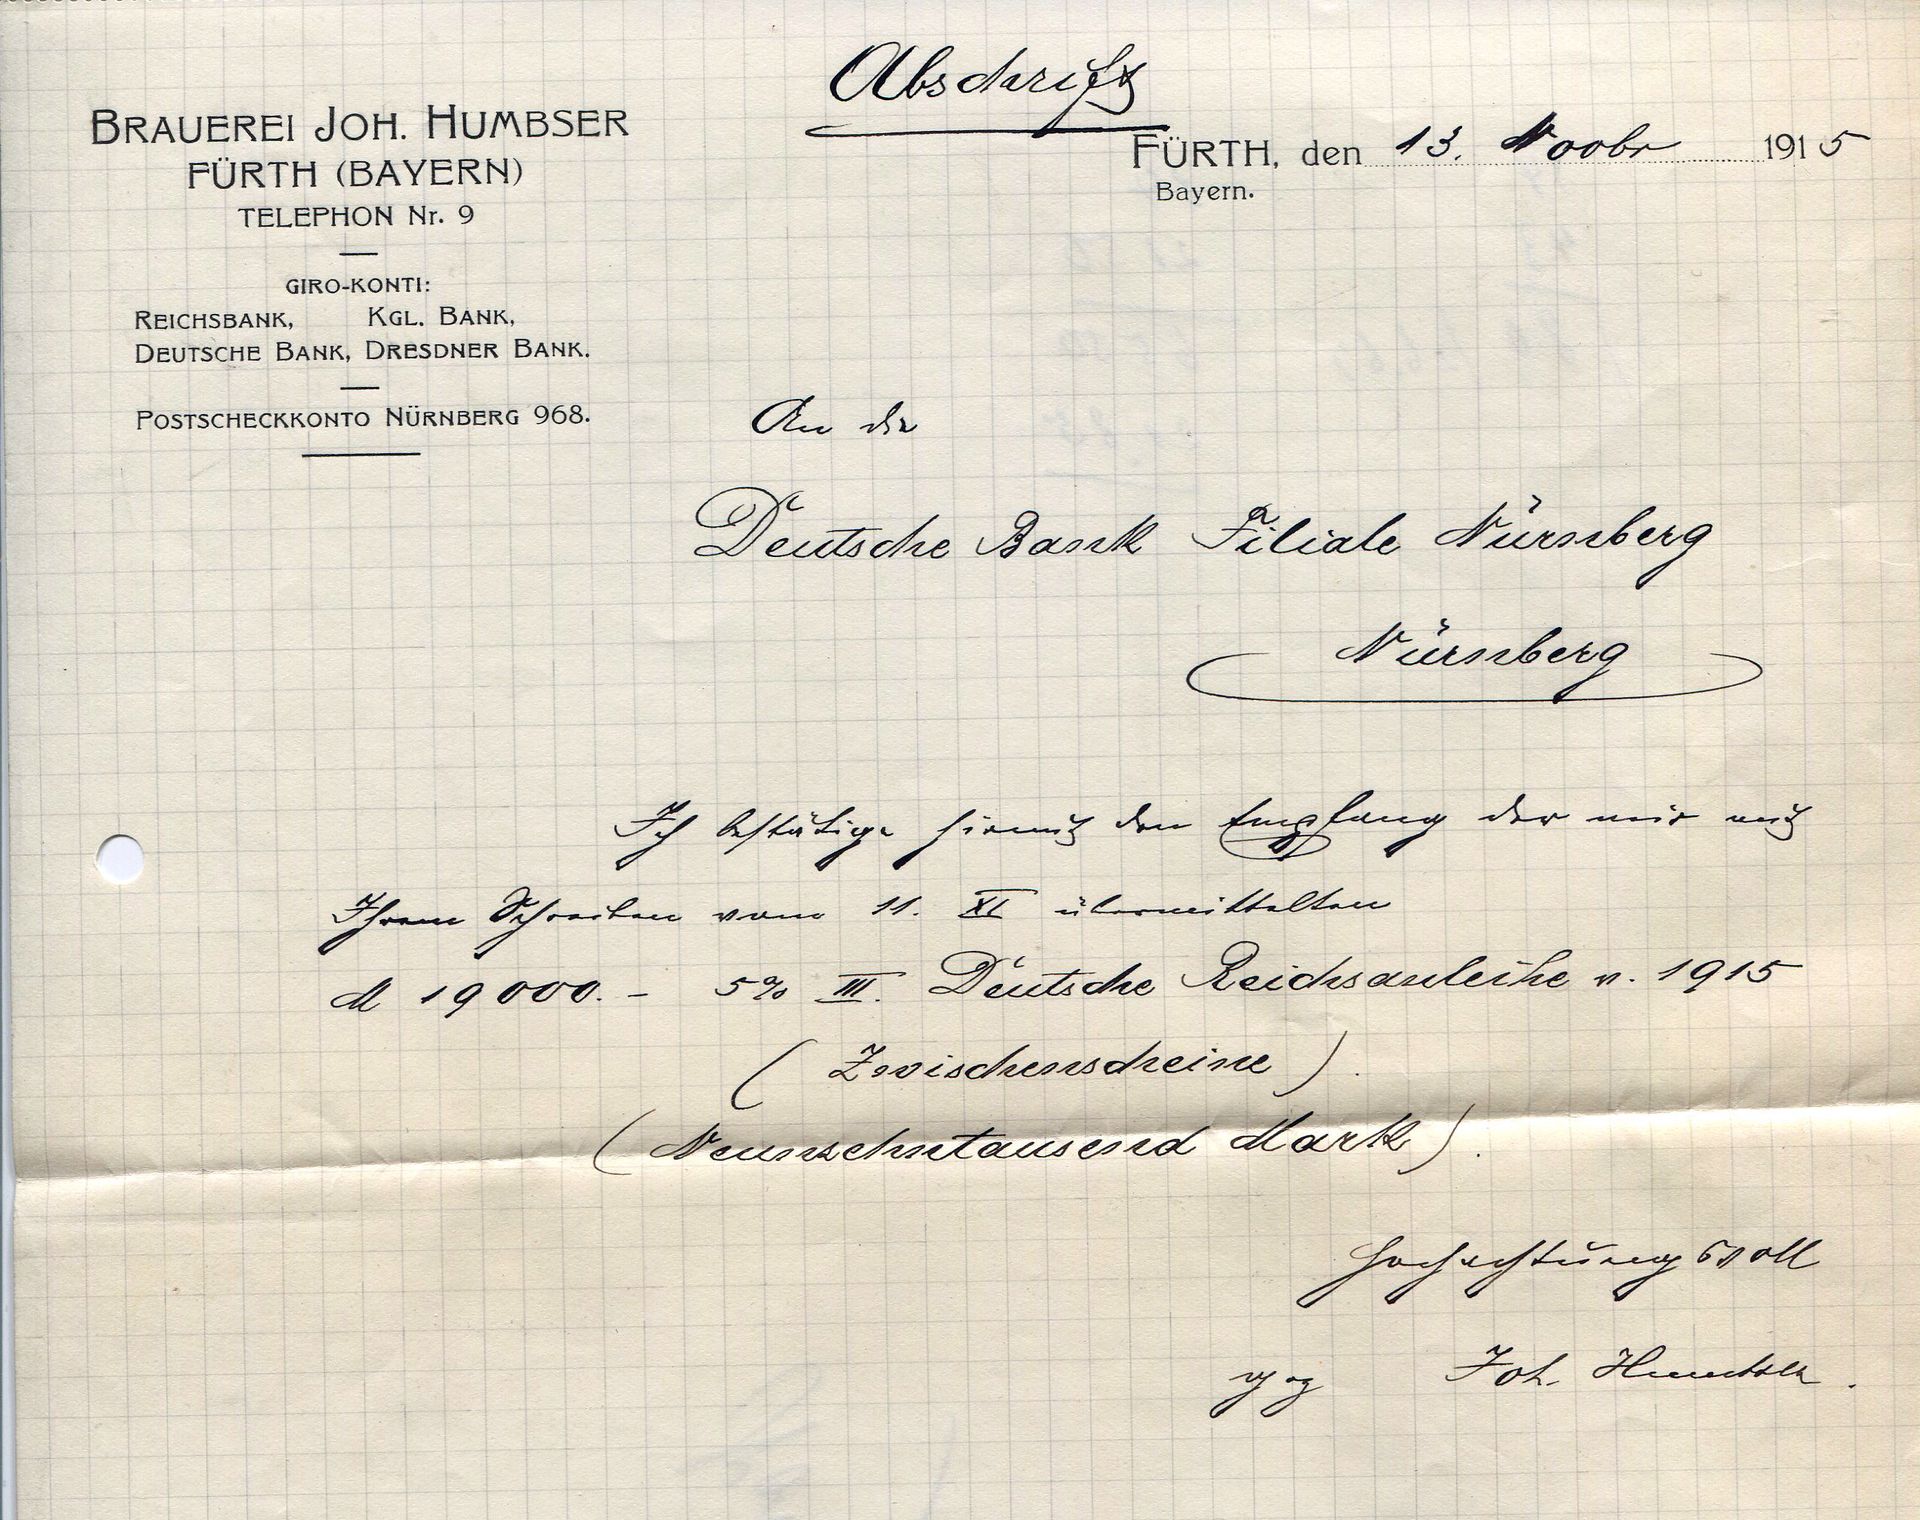 Abschrift
BRAUEREI JOH. HUMBSER
FÜRTH (BAYERN)
TELEPHON Nr. 9
GIRO-KONTI:
REICHSBANK, KGL. BANK,
DEUTSCHE BANK, DRESDNER BANK.
POSTSCHECKKONTO NÜRNBERG 968.
FÜRTH, den 13. Novbr 1915
Bayern.
An die
Deutsche Bank Filiale Nürnberg
Nürnberg
Ich bestätige hiemit den Empfang der mir mit
Ihrem Schreiben vom 11. XI übermittelten
M 19000.- 5% III. Deutsche Reichsanleihe v. 1915
(Zwischenscheine).
(Neunzehntausend Mark).
Hochachtungsvoll
Joh. Humbser.